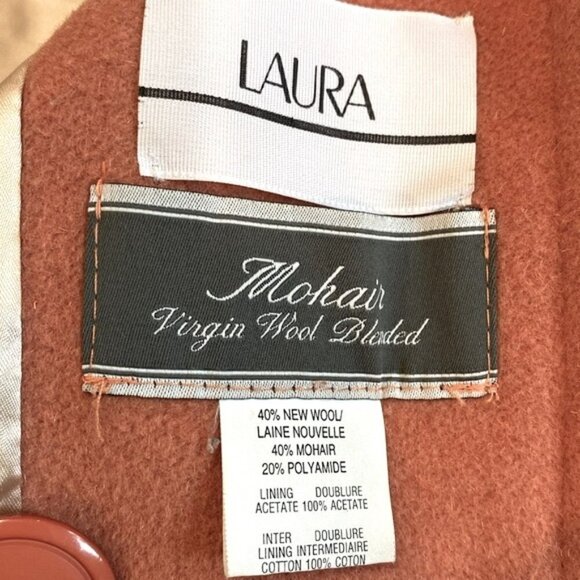 LAURA
Mohair
Virgin Wool Blended
40% NEW WOOL/
LAINE NOUVELLE
40% MOHAIR
20% POLYAMIDE
LINING DOUBLURE
ACETATE 100% ACETATE
INTER DOUBLURE
LINING INTERMEDIAIRE
COTTON 100% COTON